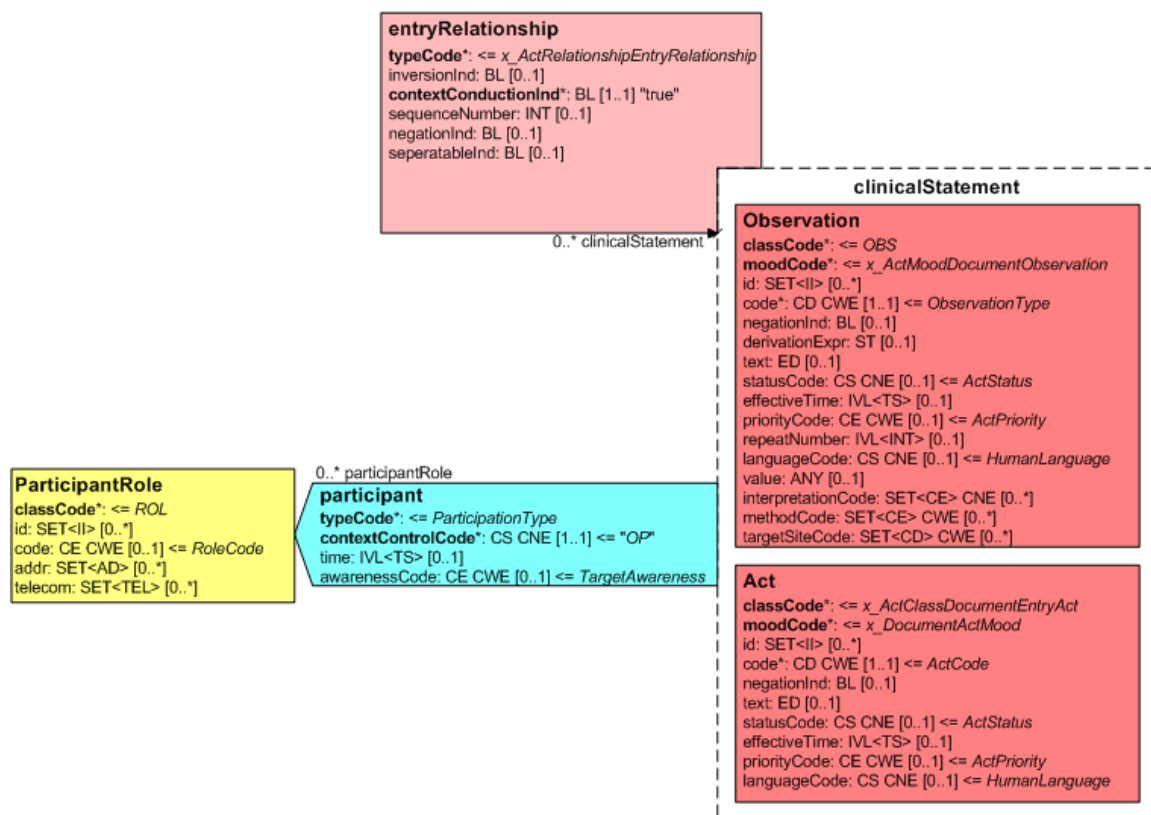 entryRelationship
typeCode*: <= x_ActRelationshipEntryRelationship
inversionInd: BL [0..1]
contextConductionInd*: BL [1..1] "true"
sequenceNumber: INT [0..1]
negationInd: BL [0..1]
seperatableInd: BL [0..1]
0..* clinicalStatement
clinicalStatement
Observation
classCode*: <= OBS
moodCode*: <= x_ActMoodDocumentObservation
id: SET<II> [0..*]
code*: CD CWE [1..1] <= ObservationType
negationInd: BL [0..1]
derivationExpr: ST [0..1]
text: ED [0..1]
statusCode: CS CNE [0..1] <= ActStatus
effectiveTime: IVL<TS> [0..1]
priorityCode: CE CWE [0..1] <= ActPriority
repeatNumber: IVL<INT> [0..1]
languageCode: CS CNE [0..1] <= HumanLanguage
value: ANY [0..1]
interpretationCode: SET<CE> CNE [0..*]
methodCode: SET<CE> CWE [0..*]
targetSiteCode: SET<CD> CWE [0..*]
ParticipantRole
classCode*: <= ROL
id: SET<II> [0..*]
code: CE CWE [0..1] <= RoleCode
addr: SET<AD> [0..*]
telecom: SET<TEL> [0..*]
0..* participantRole
participant
typeCode*: <= ParticipationType
contextControlCode*: CS CNE [1..1] <= "OP"
time: IVL<TS> [0..1]
awarenessCode: CE CWE [0..1] <= TargetAwareness
Act
classCode*: <= x_ActClassDocumentEntryAct
moodCode*: <= x_DocumentActMood
id: SET<II> [0..*]
code*: CD CWE [1..1] <= ActCode
negationInd: BL [0..1]
text: ED [0..1]
statusCode: CS CNE [0..1] <= ActStatus
effectiveTime: IVL<TS> [0..1]
priorityCode: CE CWE [0..1] <= ActPriority
languageCode: CS CNE [0..1] <= HumanLanguage